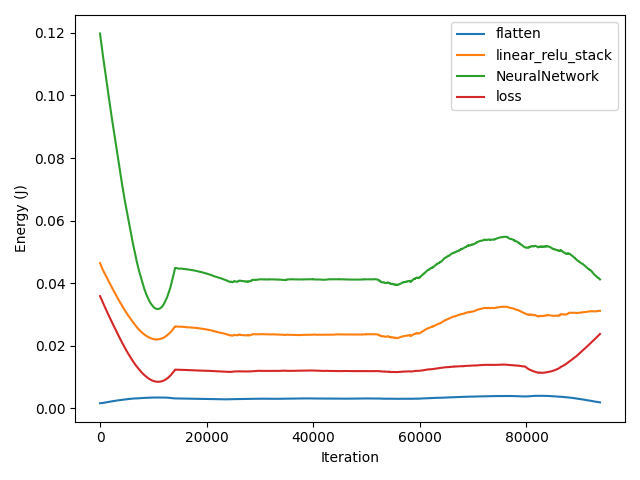 flatten
linear_relu_stack
NeuralNetwork
loss
Energy (J)
0.12
0.10
0.08
0.06
0.04
0.02
0.00
0 20000 40000 60000 80000
Iteration